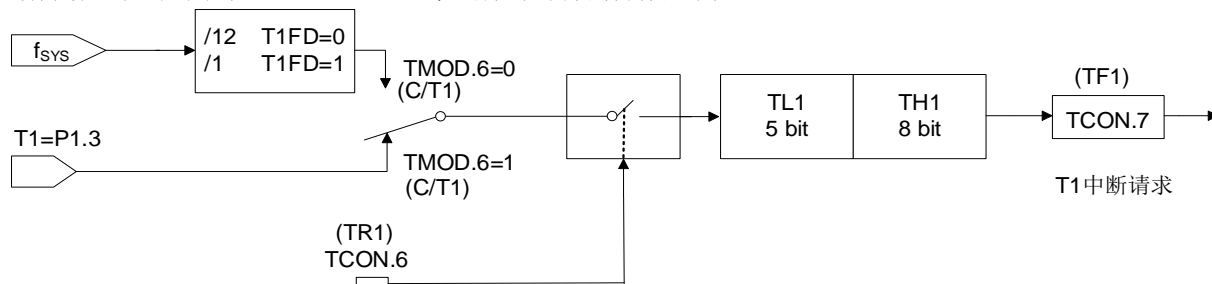 fSYS
/12 T1FD=0
/1 T1FD=1
TMOD.6=0
(C/T1)
T1=P1.3
TMOD.6=1
(C/T1)
(TR1)
TCON.6
TL1
5 bit
TH1
8 bit
(TF1)
TCON.7
T1中断请求